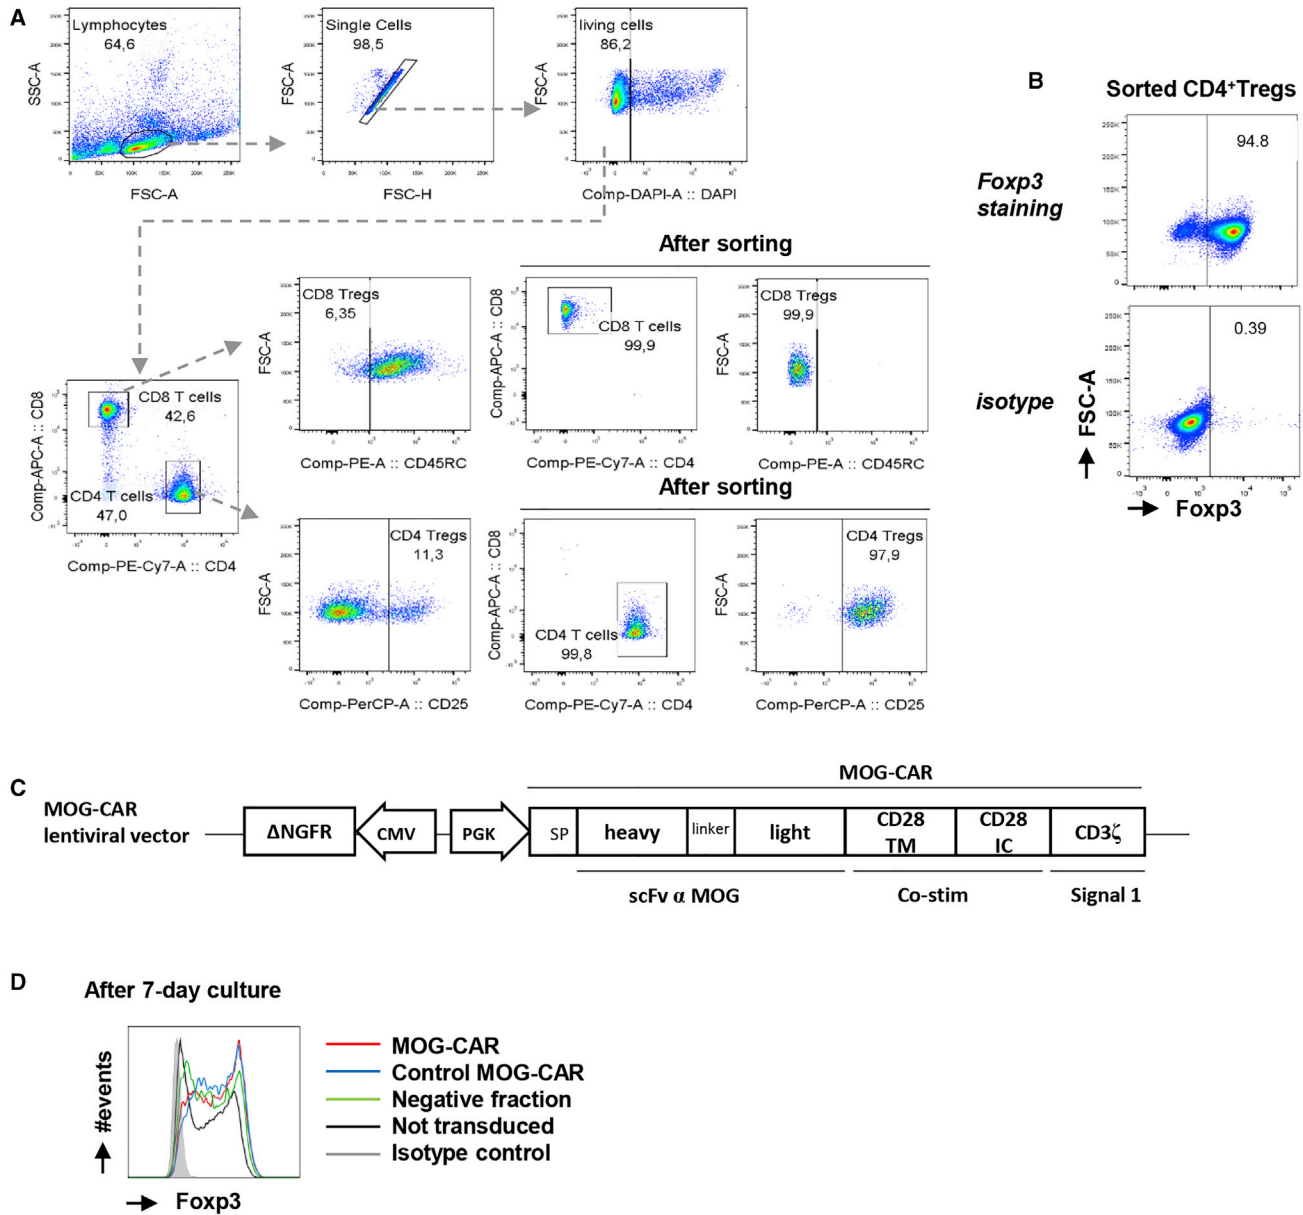 A
Lymphocytes
64,6
SSC-A
FSC-A
Single Cells
98,5
FSC-A
FSC-H
living cells
86,2
FSC-A
Comp-DAPI-A :: DAPI
B
Sorted CD4+Tregs
Foxp3
staining
94.8
isotype
0.39
FSC-A
Foxp3
After sorting
CD8 T cells
42,6
CD4 T cells
47,0
Comp-APC-A :: CD8
Comp-PE-Cy7-A :: CD4
CD8 Tregs
6,35
FSC-A
Comp-PE-A :: CD45RC
CD8 T cells
99,9
Comp-APC-A :: CD8
Comp-PE-Cy7-A :: CD4
CD8 Tregs
99,9
FSC-A
Comp-PE-A :: CD45RC
After sorting
CD4 Tregs
11,3
FSC-A
Comp-PerCP-A :: CD25
CD4 T cells
99,8
Comp-APC-A :: CD8
Comp-PE-Cy7-A :: CD4
CD4 Tregs
97,9
FSC-A
Comp-PerCP-A :: CD25
C
MOG-CAR
MOG-CAR
lentiviral vector
ΔNGFR
CMV
PGK
SP
heavy
linker
light
CD28
TM
CD28
IC
CD3ζ
scFv α MOG
Co-stim
Signal 1
D
After 7-day culture
#events
Foxp3
MOG-CAR
Control MOG-CAR
Negative fraction
Not transduced
Isotype control